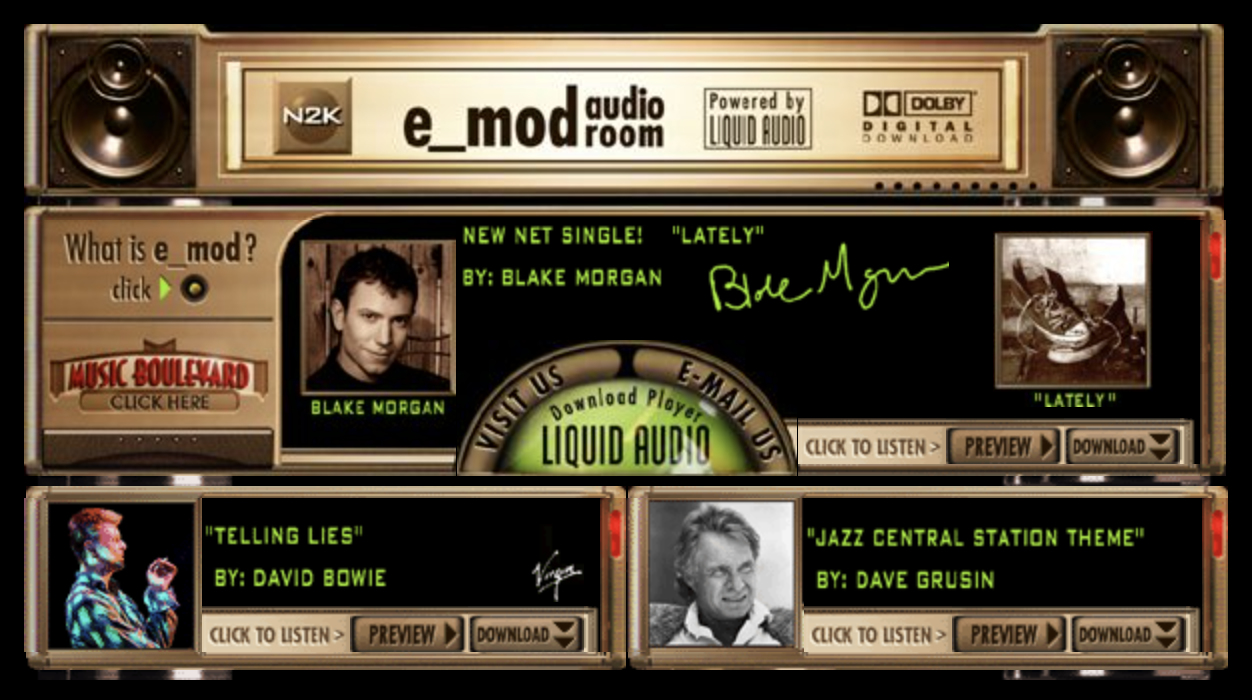 N2K
e_mod audio room
Powered by LIQUID AUDIO
DOLBY
DIGITAL
DOWNLOAD
What is e_mod?
click
MUSIC BOULEVARD
CLICK HERE
BLAKE MORGAN
NEW NET SINGLE! "LATELY"
BY: BLAKE MORGAN
Blake Morgan
VISIT US
E-MAIL US
Download Player
LIQUID AUDIO
"LATELY"
CLICK TO LISTEN >
PREVIEW
DOWNLOAD
"TELLING LIES"
BY: DAVID BOWIE
Virgin
CLICK TO LISTEN >
PREVIEW
DOWNLOAD
"JAZZ CENTRAL STATION THEME"
BY: DAVE GRUSIN
CLICK TO LISTEN >
PREVIEW
DOWNLOAD